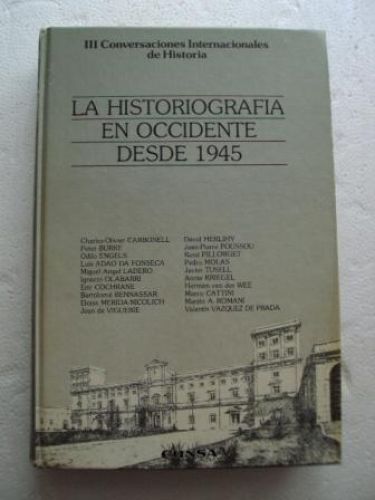 III Conversaciones Internacionales
de Historia
LA HISTORIOGRAFIA
EN OCCIDENTE
DESDE 1945
Charles-Olivier CARBONELL
Peter BURKE
Odilo ENGELS
Luis ADAO DA FONSECA
Miguel Angel LADERO
Ignacio OLABARRI
Eric COCHRANE
Bartolomé BENNASSAR
Eloisa MERIDA-NICOLICH
Jean de VIGUERIE
David HERLIHY
Jean-Pierre POUSSOU
René PILLORGET
Pedro MOLAS
Javier TUSELL
Annie KRIEGEL
Herman van der WEE
Marco CATTINI
Marzio A. ROMANI
Valentín VAZQUEZ DE PRADA
EUNSA